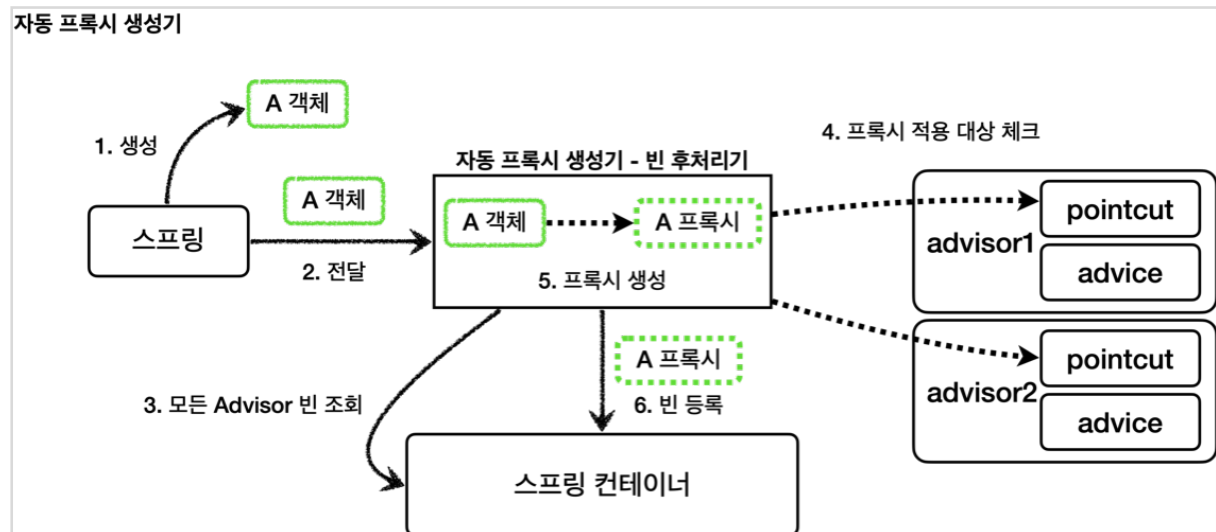 자동 프록시 생성기
A 객체
1. 생성
4. 프록시 적용 대상 체크
자동 프록시 생성기 - 빈 후처리기
A 객체
스프링
2. 전달
A 객체
A 프록시
5. 프록시 생성
advisor1
pointcut
advice
advisor2
pointcut
advice
3. 모든 Advisor 빈 조회
A 프록시
6. 빈 등록
스프링 컨테이너